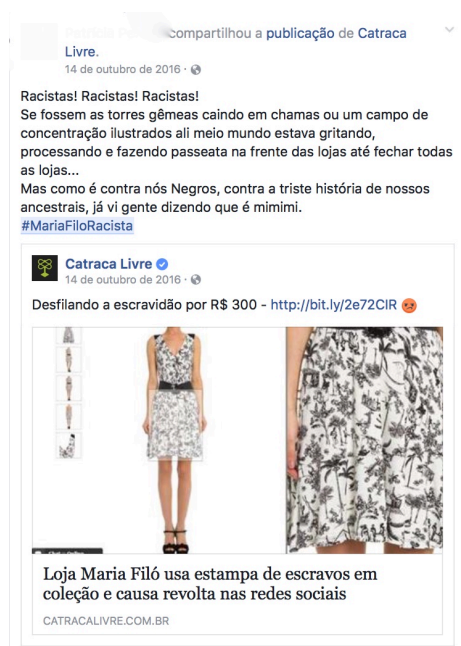 compartilhou a publicação de Catraca
Livre.
14 de outubro de 2016 ·
Racistas! Racistas! Racistas!
Se fossem as torres gêmeas caindo em chamas ou um campo de
concentração ilustrados ali meio mundo estava gritando,
processando e fazendo passeata na frente das lojas até fechar todas
as lojas...
Mas como é contra nós Negros, contra a triste história de nossos
ancestrais, já vi gente dizendo que é mimimi.
#MariaFiloRacista
Catraca Livre
14 de outubro de 2016 ·
Desfilando a escravidão por R$ 300 - http://bit.ly/2e72ClR
Loja Maria Filó usa estampa de escravos em
coleção e causa revolta nas redes sociais
CATRACALIVRE.COM.BR